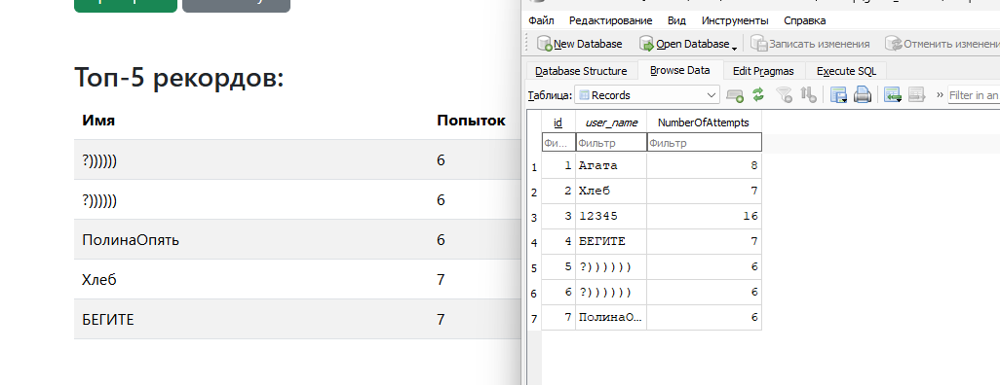 Топ-5 рекордов:
Имя Попыток
?)))))) 6
?)))))) 6
ПолинаОпять 6
Хлеб 7
БЕГИТЕ 7
Файл Редактирование Вид Инструменты Справка
New Database Open Database Записать изменения Отменить изменени
Database Structure Browse Data Edit Pragmas Execute SQL
Таблица: Records » Filter in an
id user_name NumberOfAttempts
Фи... Фильтр Фильтр
1 1 Агата 8
2 2 Хлеб 7
3 3 12345 16
4 4 БЕГИТЕ 7
5 5 ?)))))) 6
6 6 ?)))))) 6
7 7 ПолинаО... 6